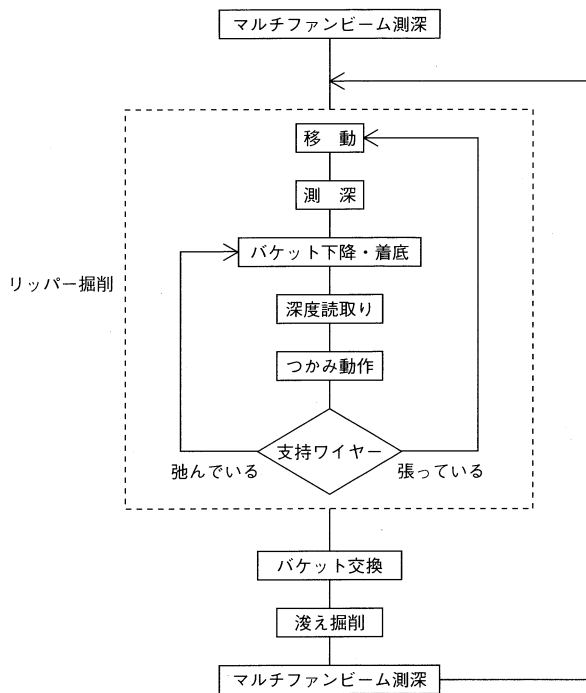 マルチファンビーム測深
移 動
測 深
バケット下降・着底
リッパー掘削
深度読取り
つかみ動作
支持ワイヤー
弛んでいる
張っている
バケット交換
浚え掘削
マルチファンビーム測深